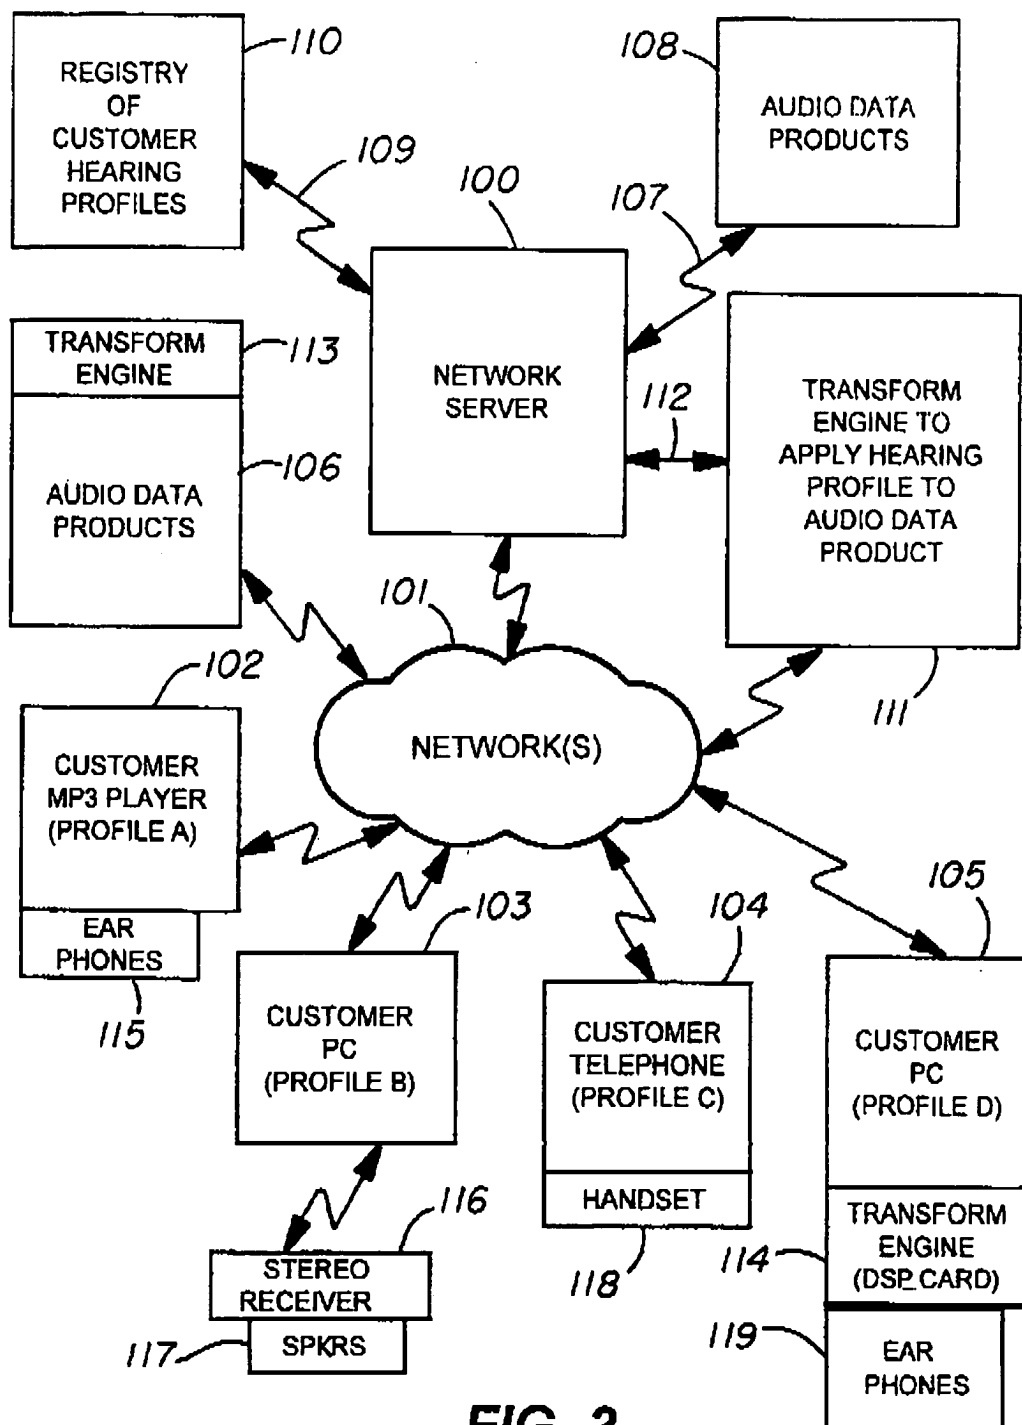 110
REGISTRY
OF
CUSTOMER
HEARING
PROFILES
109
108
AUDIO DATA
PRODUCTS
100
107
NETWORK
SERVER
TRANSFORM
ENGINE
113
106
AUDIO DATA
PRODUCTS
112
TRANSFORM
ENGINE TO
APPLY HEARING
PROFILE TO
AUDIO DATA
PRODUCT
111
101
NETWORK(S)
102
CUSTOMER
MP3 PLAYER
(PROFILE A)
EAR
PHONES
115
103
CUSTOMER
PC
(PROFILE B)
116
STEREO
RECEIVER
117
SPKRS
104
CUSTOMER
TELEPHONE
(PROFILE C)
HANDSET
118
105
CUSTOMER
PC
(PROFILE D)
TRANSFORM
ENGINE
(DSP CARD)
114
119
EAR
PHONES